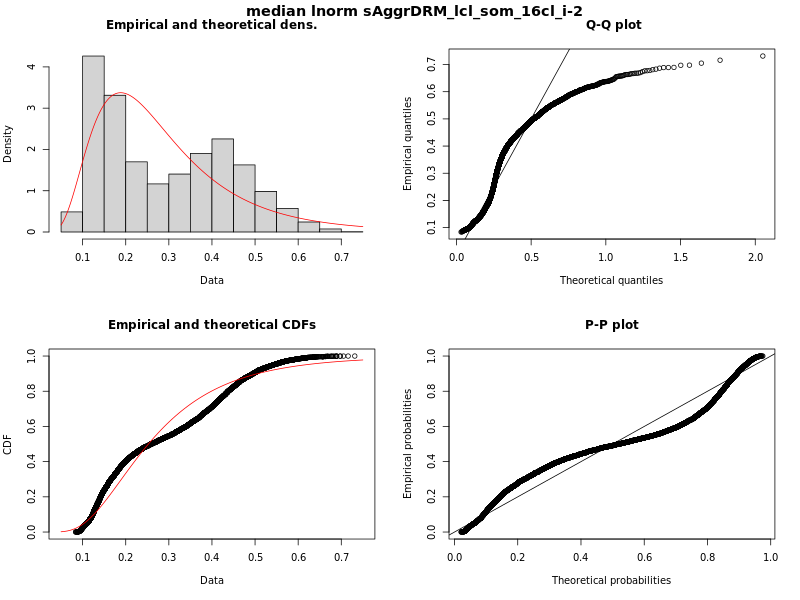 median lnorm sAggrDRM_lcl_som_16cl_i-2
Empirical and theoretical dens.
Density
0 1 2 3 4
0.1 0.2 0.3 0.4 0.5 0.6 0.7
Data
Q-Q plot
Empirical quantiles
0.1 0.2 0.3 0.4 0.5 0.6 0.7
0.0 0.5 1.0 1.5 2.0
Theoretical quantiles
Empirical and theoretical CDFs
CDF
0.0 0.2 0.4 0.6 0.8 1.0
0.1 0.2 0.3 0.4 0.5 0.6 0.7
Data
P-P plot
Empirical probabilities
0.0 0.2 0.4 0.6 0.8 1.0
0.0 0.2 0.4 0.6 0.8 1.0
Theoretical probabilities